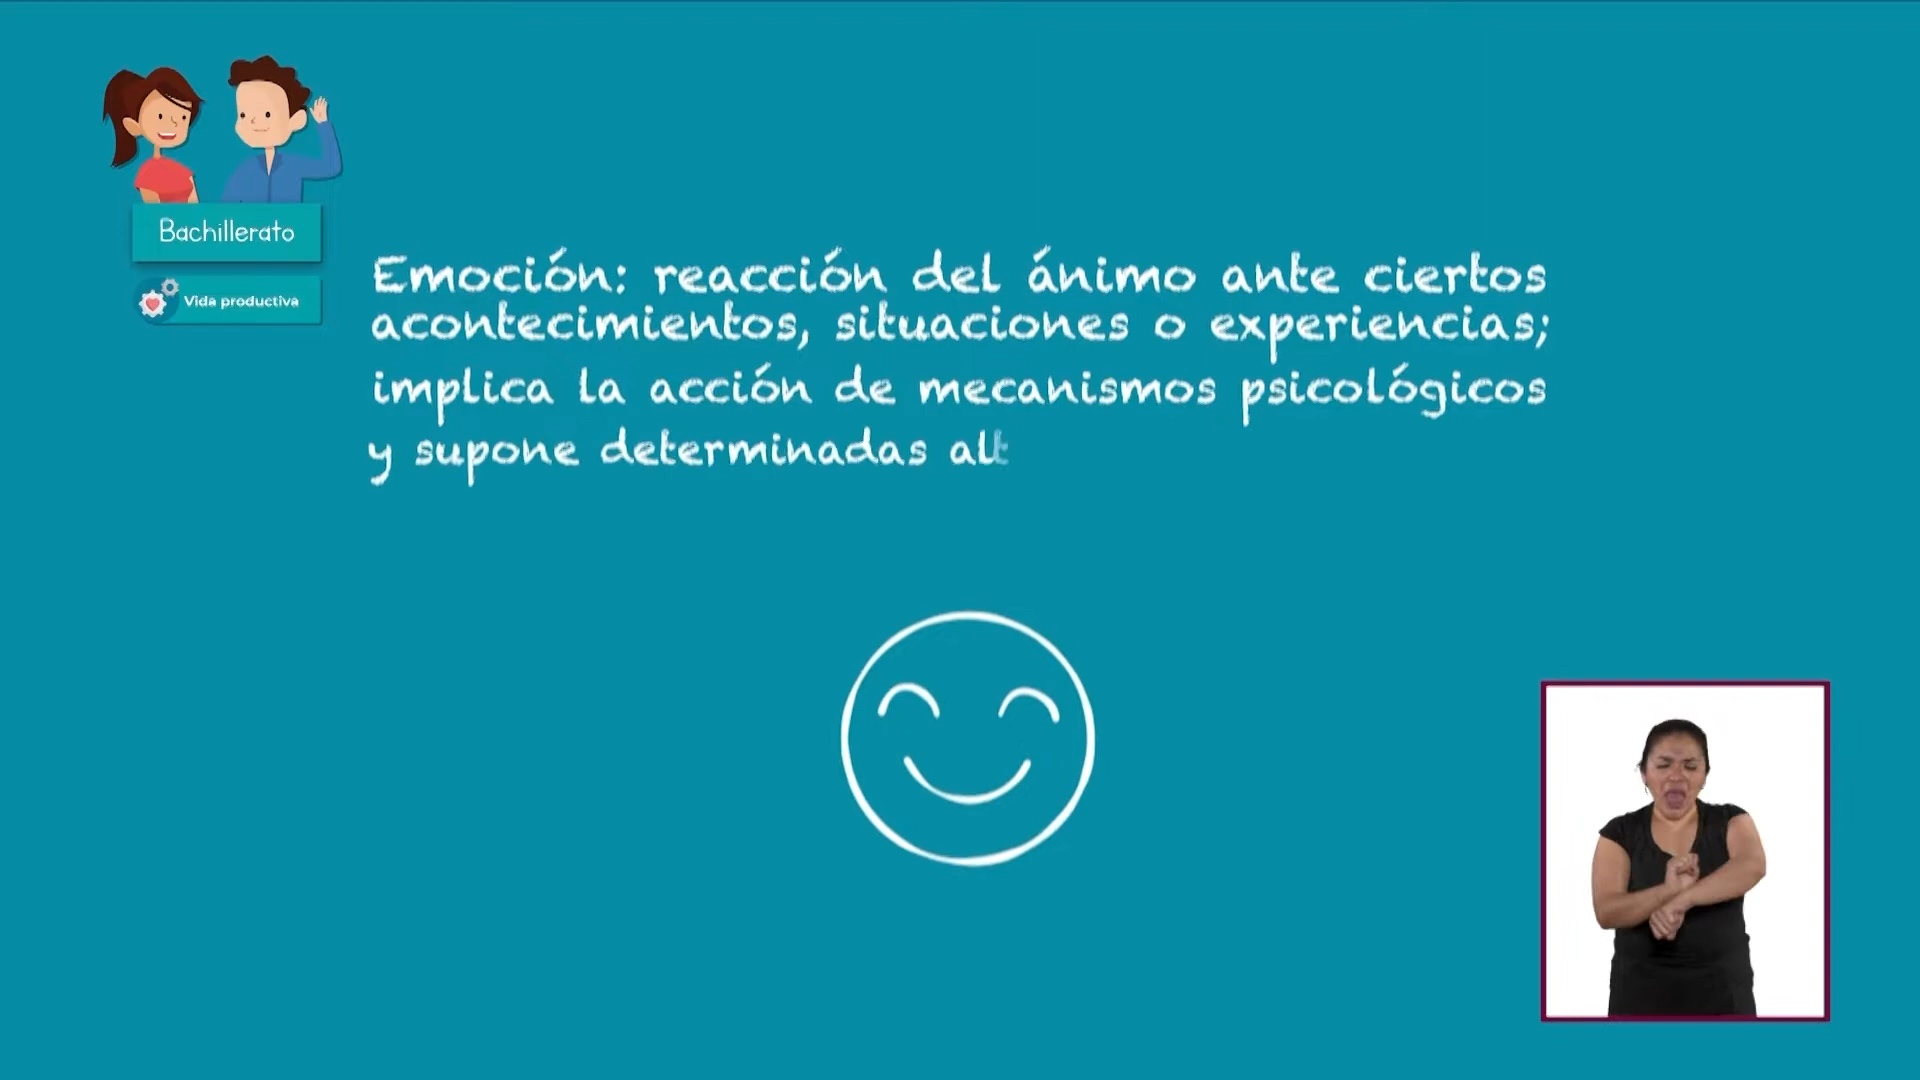 Bachillerato
Vida productiva
Emoción: reacción del ánimo ante ciertos
acontecimientos, situaciones o experiencias;
implica la acción de mecanismos psicológicos
y supone determinadas alt